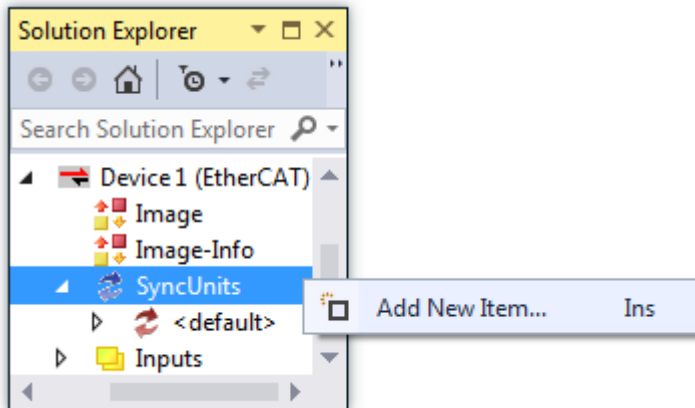 Solution Explorer
Search Solution Explorer
Device 1 (EtherCAT)
Image
Image-Info
SyncUnits
Add New Item... Ins
<default>
Inputs